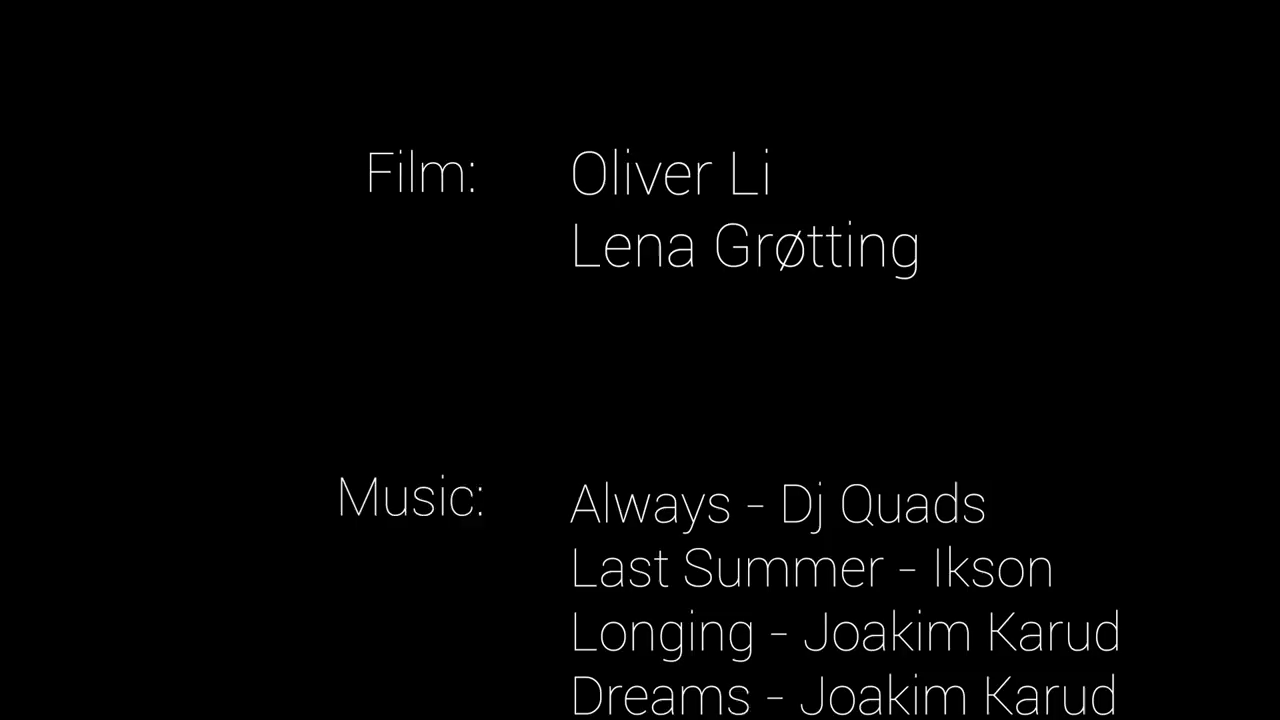 Film: Oliver Li
Lena Grøtting
Music: Always - Dj Quads
Last Summer - Ikson
Longing - Joakim Karud
Dreams - Joakim Karud